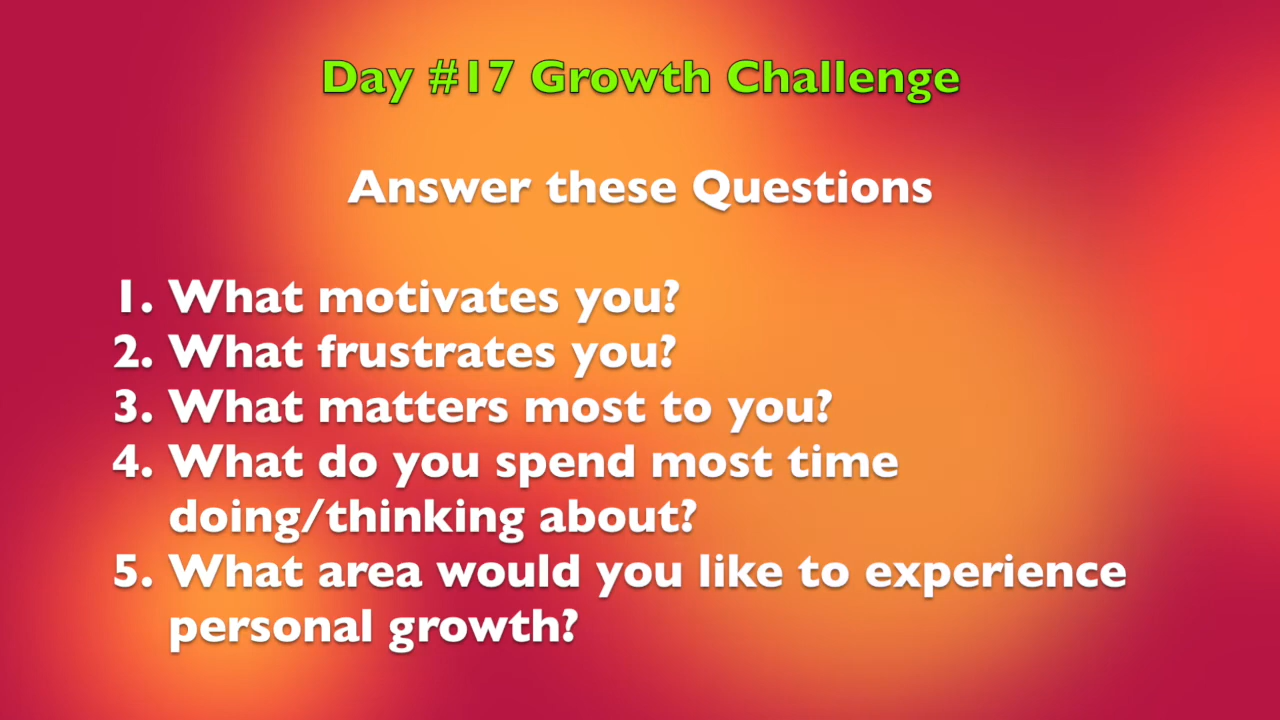 Day #17 Growth Challenge
Answer these Questions
1. What motivates you?
2. What frustrates you?
3. What matters most to you?
4. What do you spend most time
doing/thinking about?
5. What area would you like to experience
personal growth?